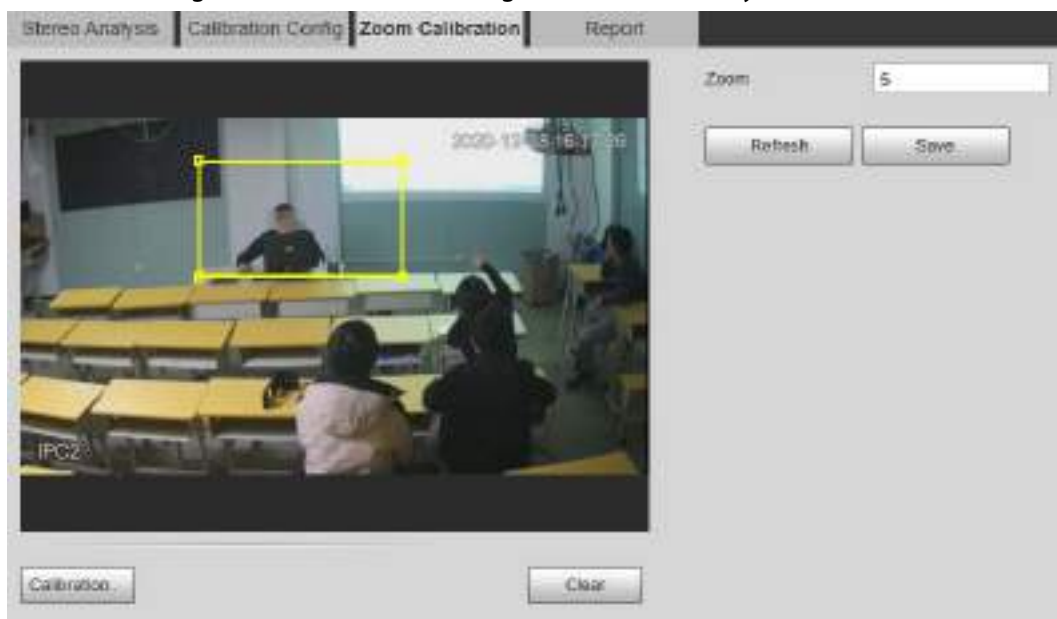 Stereo Analysis Calibration Config Zoom Calibration Report
Zoom 5
Refresh Save
IPC2
Calibration
Clear